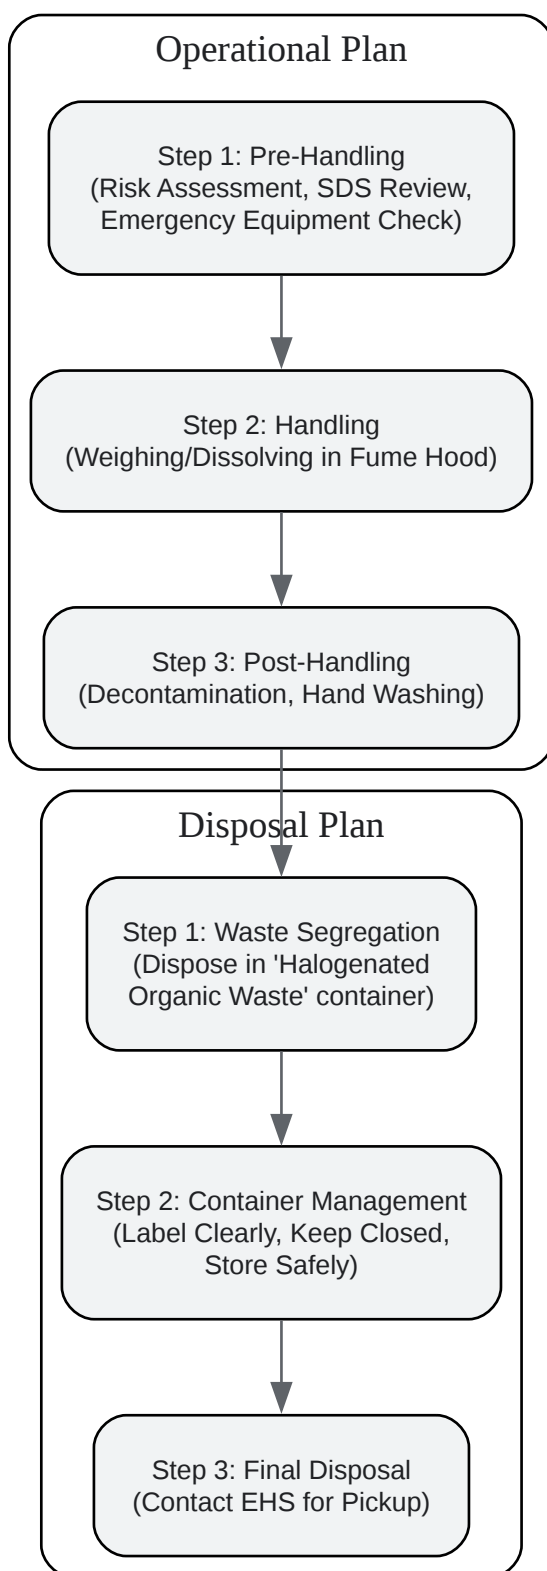 Operational Plan
Step 1: Pre-Handling
(Risk Assessment, SDS Review,
Emergency Equipment Check)
Step 2: Handling
(Weighing/Dissolving in Fume Hood)
Step 3: Post-Handling
(Decontamination, Hand Washing)
Disposal Plan
Step 1: Waste Segregation
(Dispose in 'Halogenated
Organic Waste' container)
Step 2: Container Management
(Label Clearly, Keep Closed,
Store Safely)
Step 3: Final Disposal
(Contact EHS for Pickup)